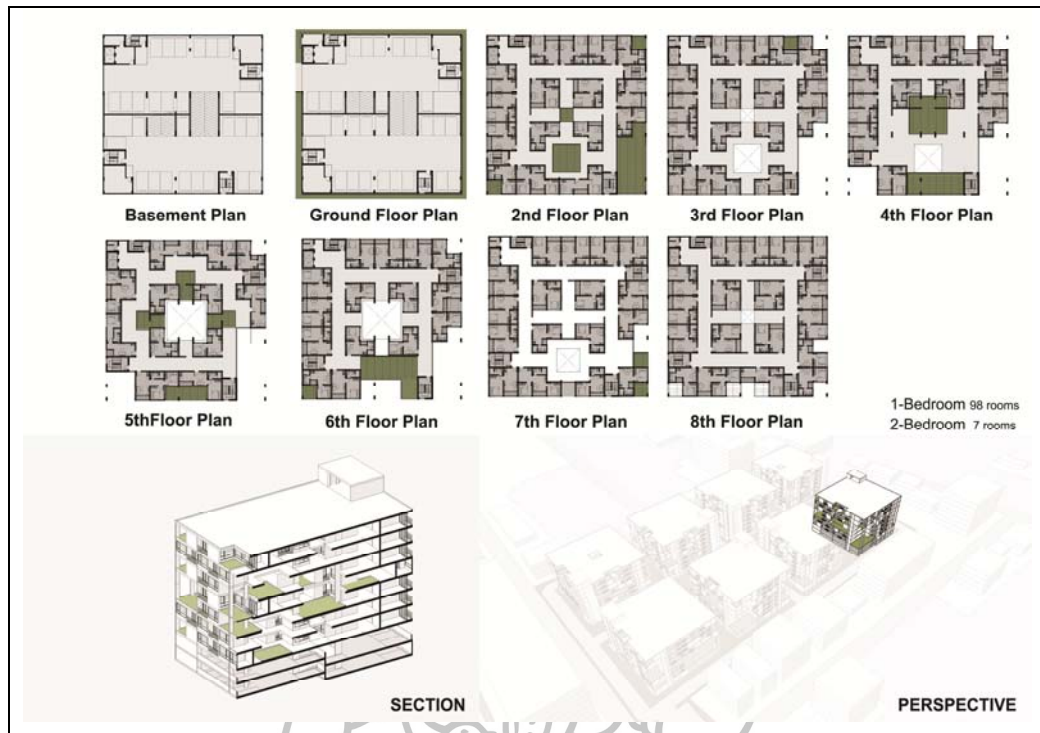 Basement Plan
Ground Floor Plan
2nd Floor Plan
3rd Floor Plan
4th Floor Plan
5thFloor Plan
6th Floor Plan
7th Floor Plan
8th Floor Plan
1-Bedroom 98 rooms
2-Bedroom 7 rooms
SECTION
PERSPECTIVE